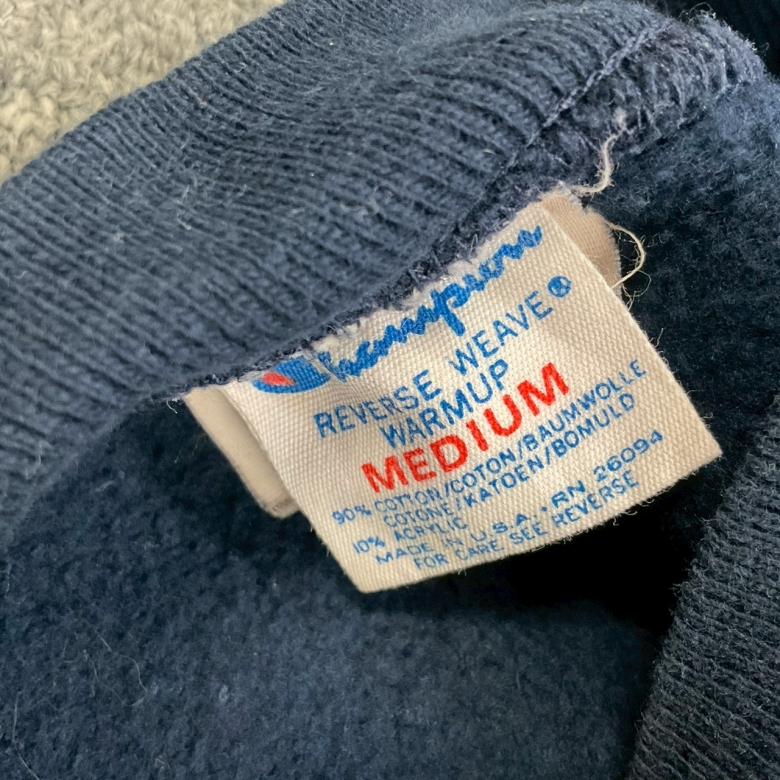 Champion
REVERSE WEAVE®
WARMUP
MEDIUM
90% COTTON/COTON/BAUMWOLLE
COTONE/KATOEN/BOMULD
10% ACRYLIC
MADE IN U.S.A. • RN 26094
FOR CARE SEE REVERSE